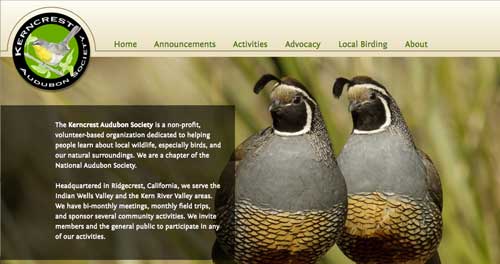 KERNCREST
AUDUBON SOCIETY
Home Announcements Activities Advocacy Local Birding About
The Kerncrest Audubon Society is a non-profit,
volunteer-based organization dedicated to helping
people learn about local wildlife, especially birds, and
our natural surroundings. We are a chapter of the
National Audubon Society.
Headquartered in Ridgecrest, California, we serve the
Indian Wells Valley and the Kern River Valley areas.
We have bi-monthly meetings, monthly field trips,
and sponsor several community activities. We invite
members and the general public to participate in any
of our activities.